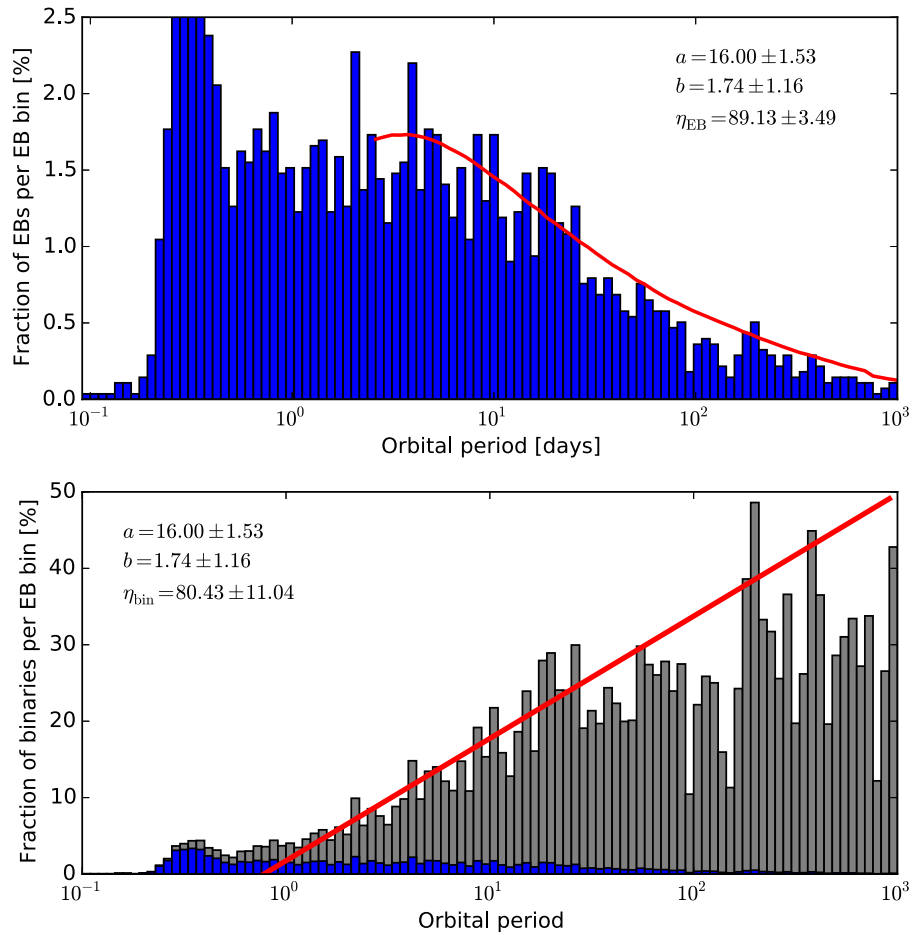 2.5
2.0
1.5
1.0
0.5
0.0
Fraction of EBs per EB bin [%]
a=16.00±1.53
b=1.74±1.16
η_EB=89.13±3.49
10^−1 10^0 10^1 10^2 10^3
Orbital period [days]
50
40
30
20
10
0
Fraction of binaries per EB bin [%]
a=16.00±1.53
b=1.74±1.16
η_bin=80.43±11.04
10^−1 10^0 10^1 10^2 10^3
Orbital period